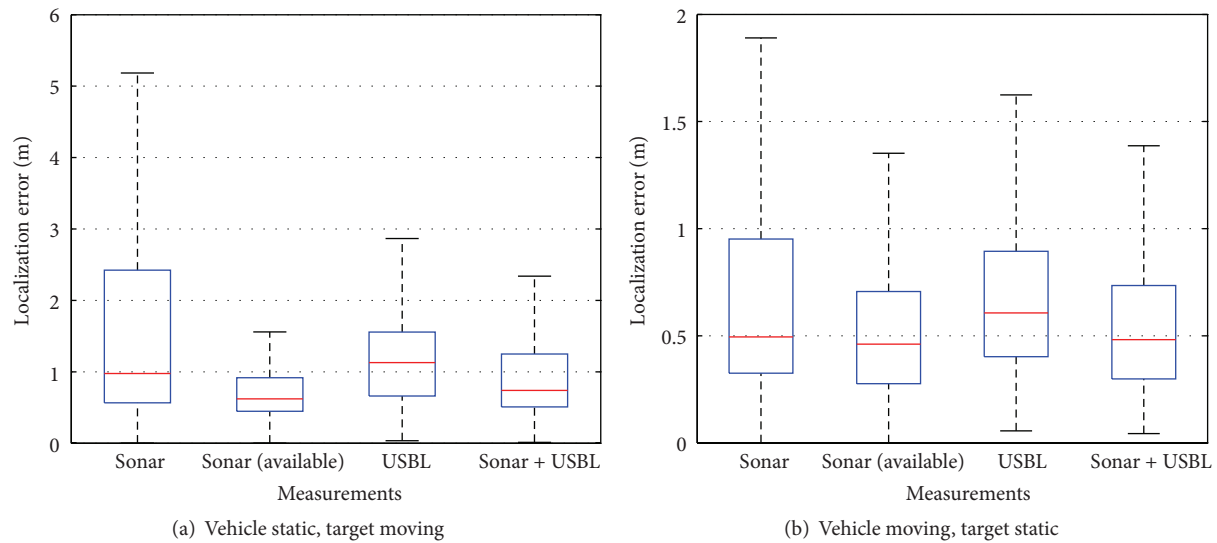 6
5
4
3
2
1
0
Localization error (m)
Sonar
Sonar (available)
USBL
Sonar + USBL
Measurements
(a) Vehicle static, target moving
2
1.5
1
0.5
0
Localization error (m)
Sonar
Sonar (available)
USBL
Sonar + USBL
Measurements
(b) Vehicle moving, target static